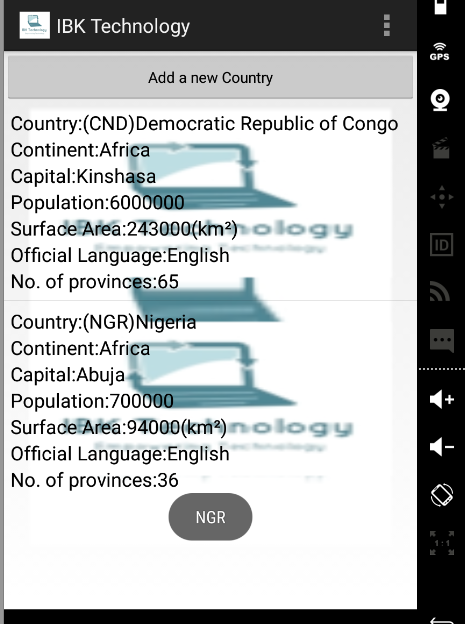 IBK Technology
Add a new Country
Country:(CND)Democratic Republic of Congo
Continent:Africa
Capital:Kinshasa
Population:6000000
Surface Area:243000(km²)
Official Language:English
No. of provinces:65
Country:(NGR)Nigeria
Continent:Africa
Capital:Abuja
Population:700000
Surface Area:94000(km²)
Official Language:English
No. of provinces:36
NGR
GPS
ID
1:1